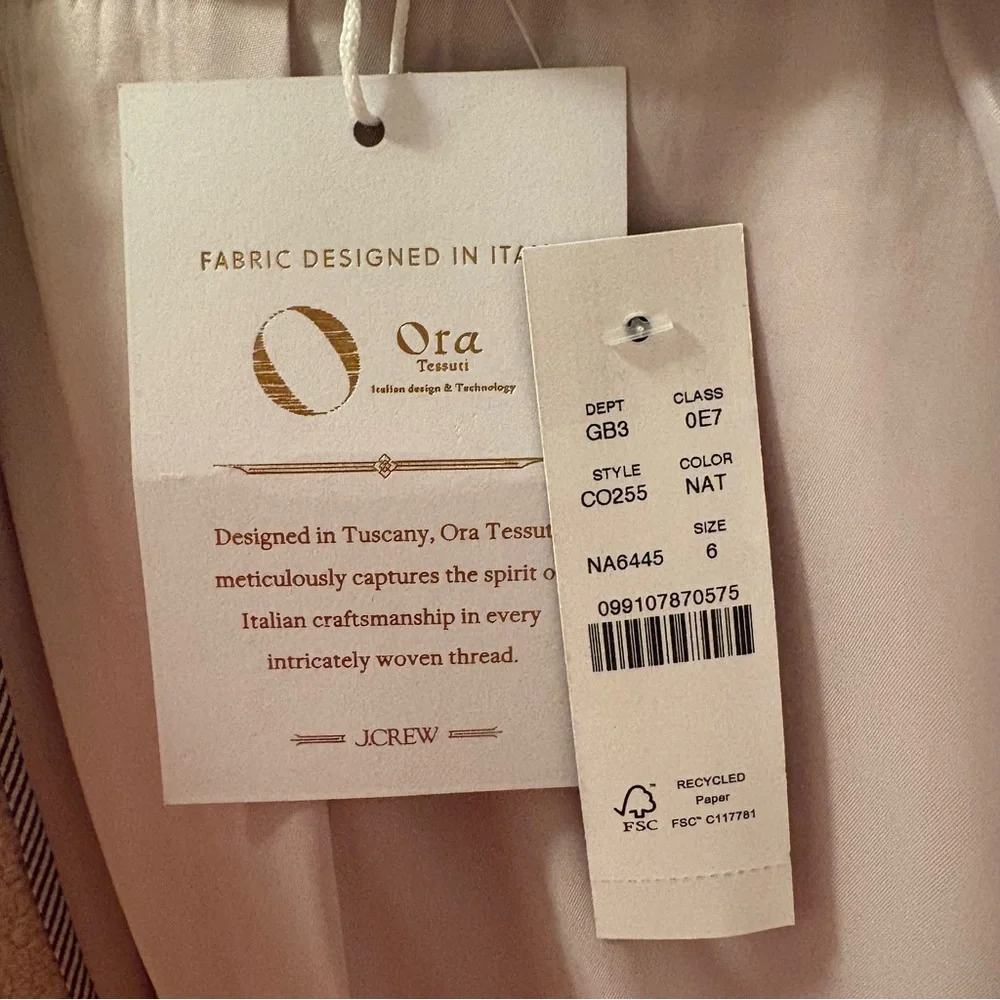 FABRIC DESIGNED IN ITA
Ora
Tessuti
Italian design & Technology
Designed in Tuscany, Ora Tessut
meticulously captures the spirit o
Italian craftsmanship in every
intricately woven thread.
J.CREW
DEPT CLASS
GB3 0E7
STYLE COLOR
CO255 NAT
SIZE
NA6445 6
099107870575
RECYCLED
Paper
FSC™ C117781
™
FSC